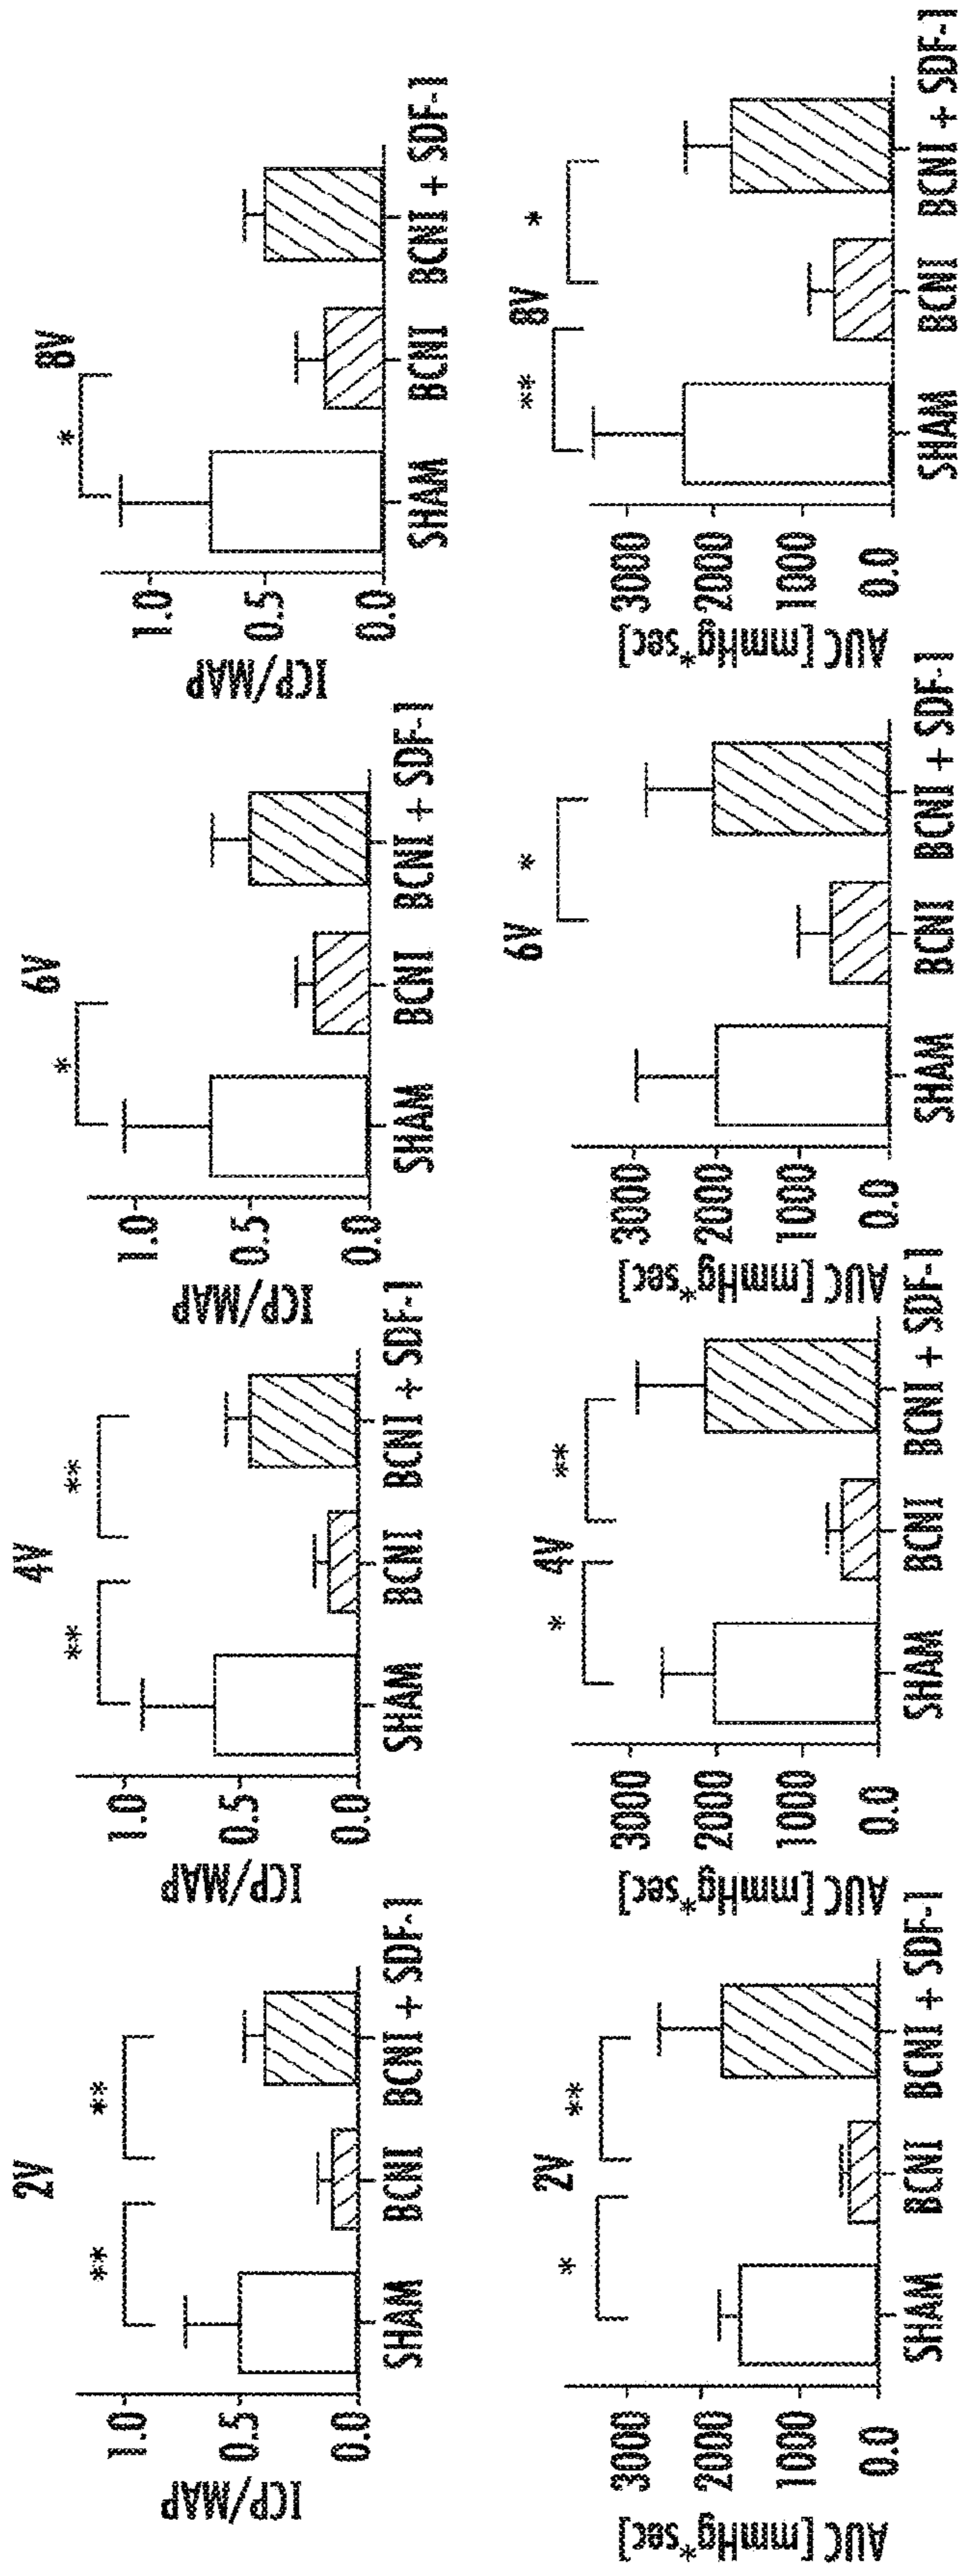 2V
**
**
ICP/MAP
1.0
0.5
0.0
SHAM
BCNI
BCNI + SDF-1
4V
**
**
ICP/MAP
1.0
0.5
0.0
SHAM
BCNI
BCNI + SDF-1
6V
*
ICP/MAP
1.0
0.5
0.0
SHAM
BCNI
BCNI + SDF-1
8V
*
ICP/MAP
1.0
0.5
0.0
SHAM
BCNI
BCNI + SDF-1
2V
*
**
AUC [mmHg*sec]
3000
2000
1000
0.0
SHAM
BCNI
BCNI + SDF-1
4V
*
**
AUC [mmHg*sec]
3000
2000
1000
0.0
SHAM
BCNI
BCNI + SDF-1
6V
*
AUC [mmHg*sec]
3000
2000
1000
0.0
SHAM
BCNI
BCNI + SDF-1
8V
**
*
AUC [mmHg*sec]
3000
2000
1000
0.0
SHAM
BCNI
BCNI + SDF-1